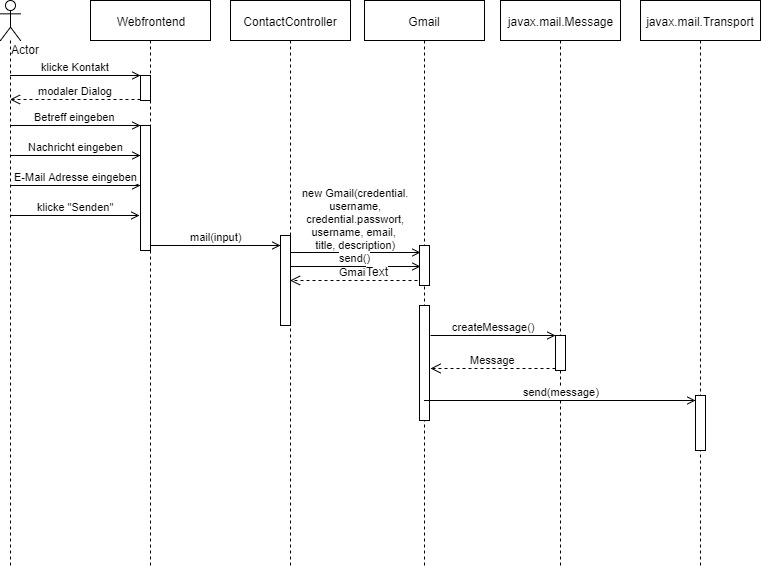 Webfrontend
ContactController
Gmail
javax.mail.Message
javax.mail.Transport
Actor
klicke Kontakt
modaler Dialog
Betreff eingeben
Nachricht eingeben
E-Mail Adresse eingeben
klicke "Senden"
mail(input)
new Gmail(credential.
username,
credential.passwort,
username, email,
title, description)
send()
GmailText
createMessage()
Message
send(message)